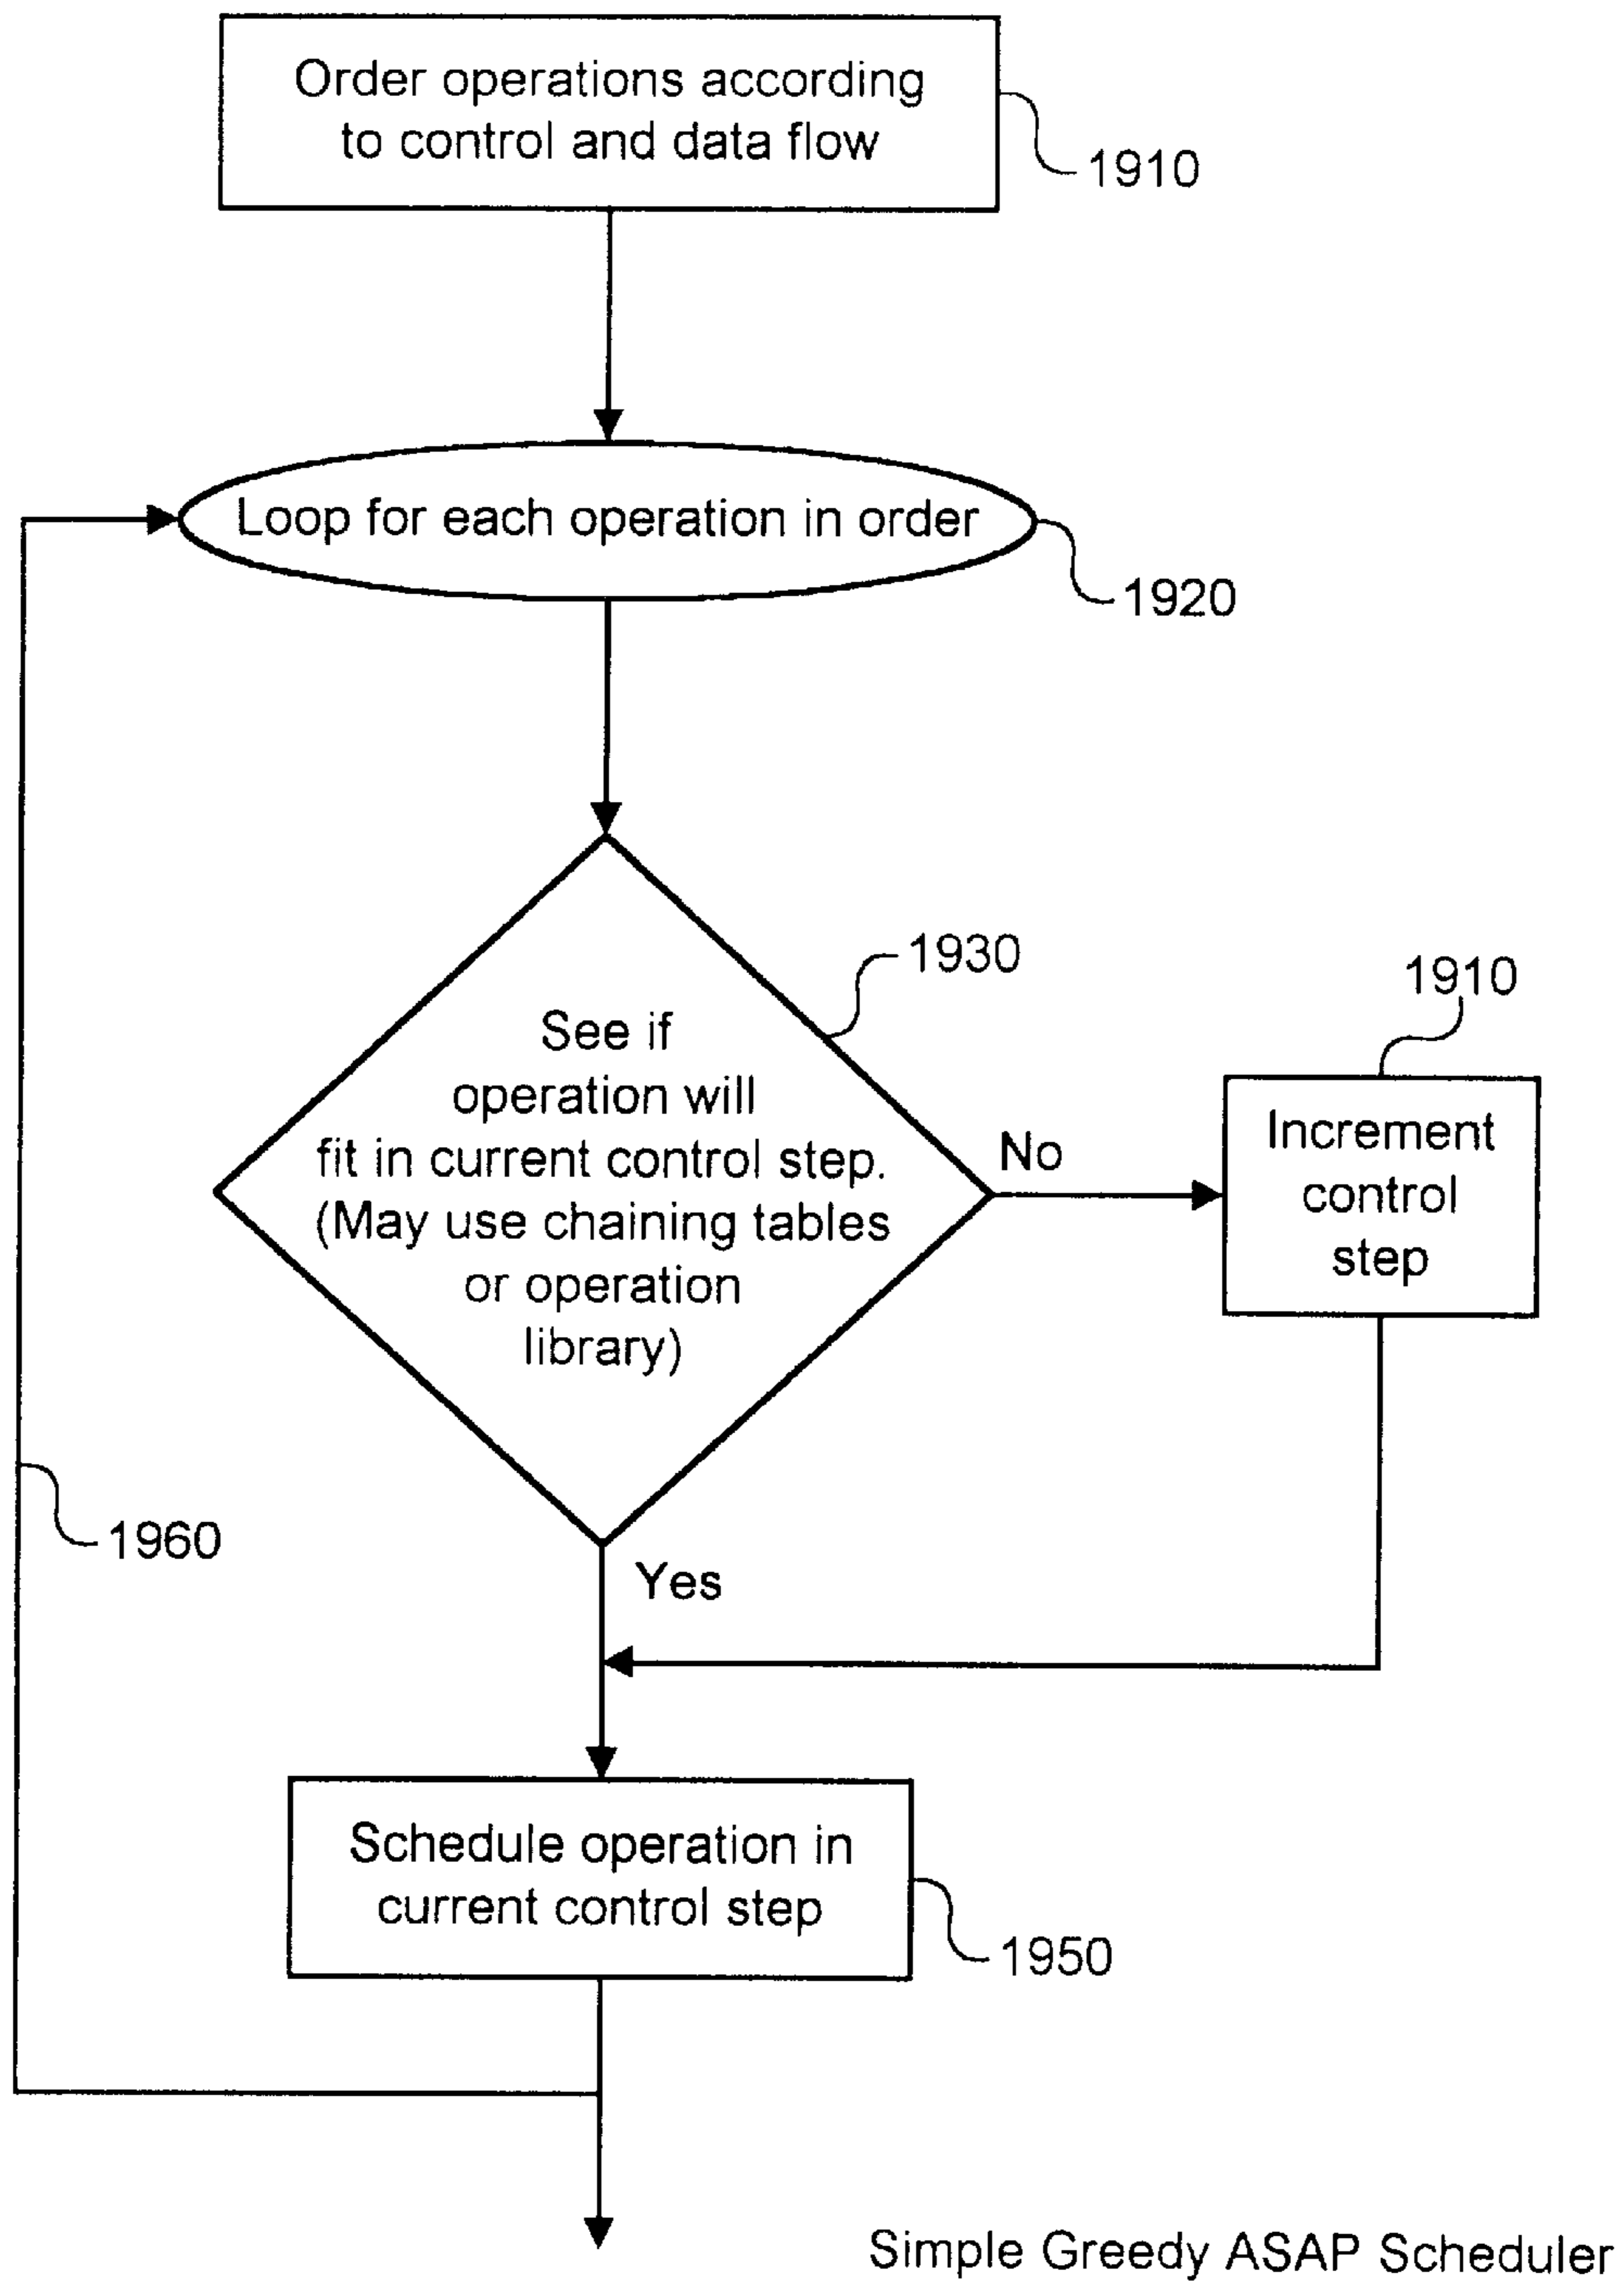 Order operations according
to control and data flow
1910
Loop for each operation in order
1920
1930
See if
operation will
fit in current control step.
(May use chaining tables
or operation
library)
No
1910
Increment
control
step
1960
Yes
Schedule operation in
current control step
1950
Simple Greedy ASAP Scheduler